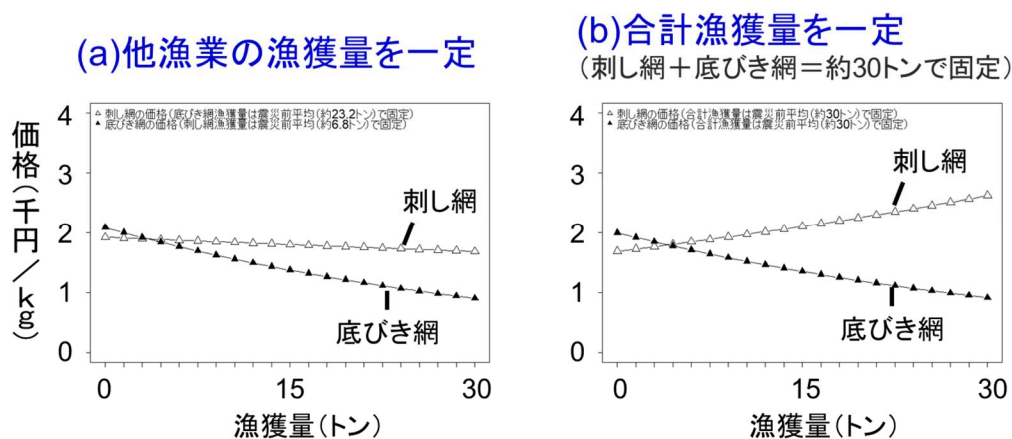 (a)他漁業の漁獲量を一定
価格（千円／kg）
4
3
2
1
0
刺し網の価格（底びき網漁獲量は震災前平均（約23.2トン）で固定）
底びき網の価格（刺し網漁獲量は震災前平均（約6.8トン）で固定）
刺し網
底びき網
0 15 30
漁獲量（トン）
(b)合計漁獲量を一定
（刺し網＋底びき網＝約30トンで固定）
4
3
2
1
0
刺し網の価格（合計漁獲量は震災前平均（約30トン）で固定）
底びき網の価格（合計漁獲量は震災前平均（約30トン）で固定）
刺し網
底びき網
0 15 30
漁獲量（トン）